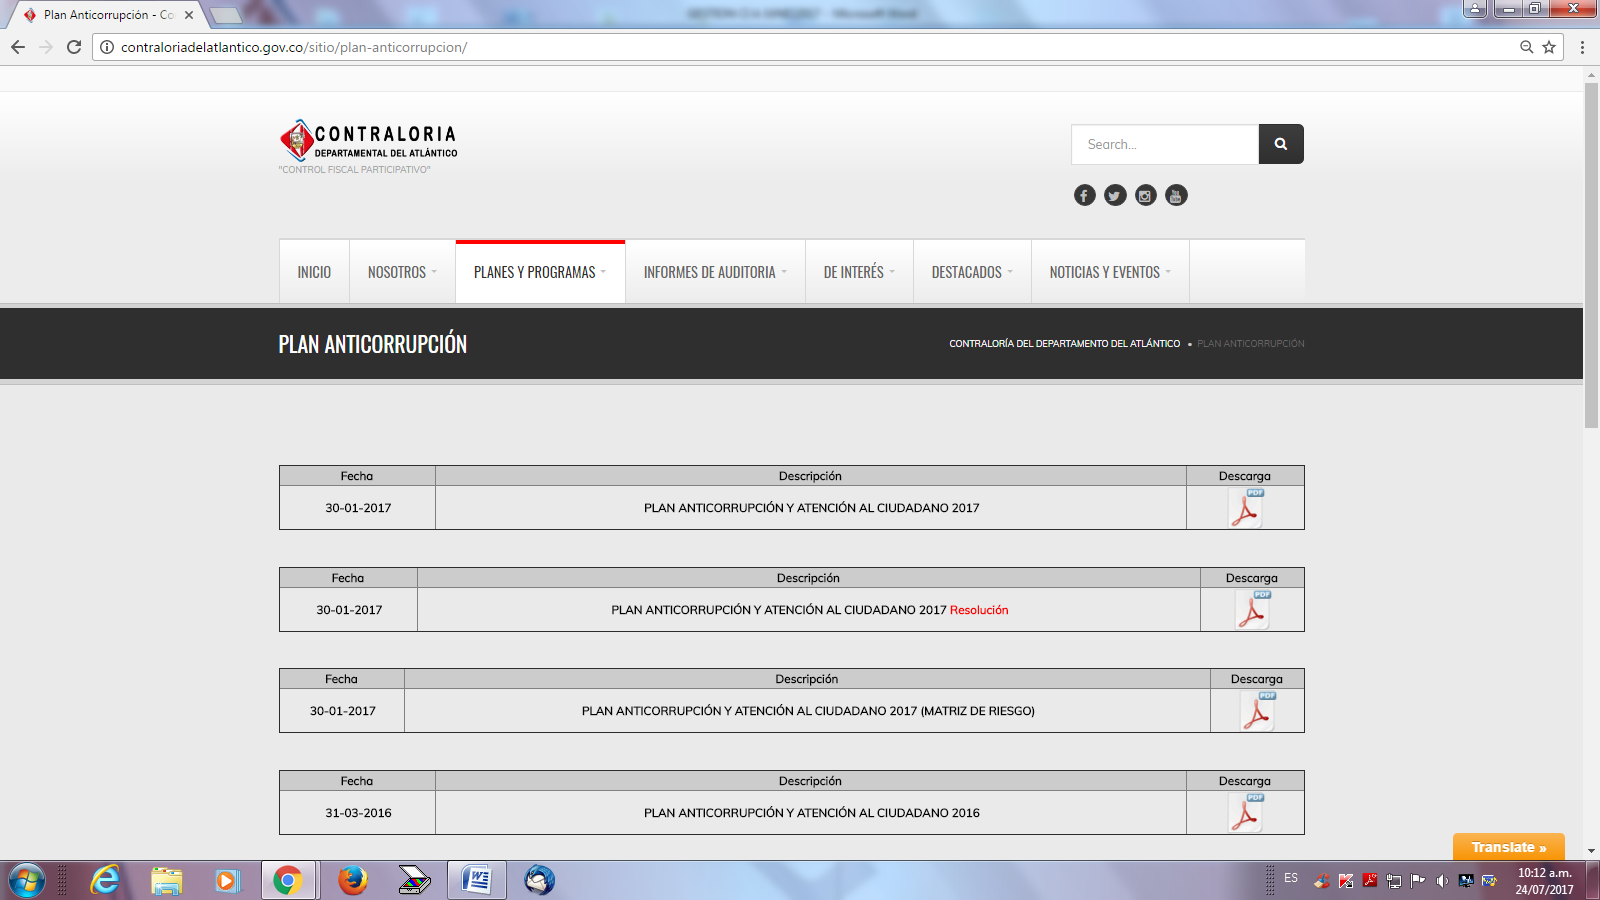 Plan Anticorrupción - Co
contraloriadelatlantico.gov.co/sitio/plan-anticorrupcion/
CONTRALORIA
DEPARTAMENTAL DEL ATLÁNTICO
"CONTROL FISCAL PARTICIPATIVO"
Search...
INICIO NOSOTROS PLANES Y PROGRAMAS INFORMES DE AUDITORIA DE INTERÉS DESTACADOS NOTICIAS Y EVENTOS
PLAN ANTICORRUPCIÓN CONTRALORÍA DEL DEPARTAMENTO DEL ATLÁNTICO • PLAN ANTICORRUPCIÓN
Fecha Descripción Descarga
30-01-2017 PLAN ANTICORRUPCIÓN Y ATENCIÓN AL CIUDADANO 2017 PDF
Fecha Descripción Descarga
30-01-2017 PLAN ANTICORRUPCIÓN Y ATENCIÓN AL CIUDADANO 2017 Resolución PDF
Fecha Descripción Descarga
30-01-2017 PLAN ANTICORRUPCIÓN Y ATENCIÓN AL CIUDADANO 2017 (MATRIZ DE RIESGO) PDF
Fecha Descripción Descarga
31-03-2016 PLAN ANTICORRUPCIÓN Y ATENCIÓN AL CIUDADANO 2016 PDF
Translate »
ES 10:12 a.m.
24/07/2017